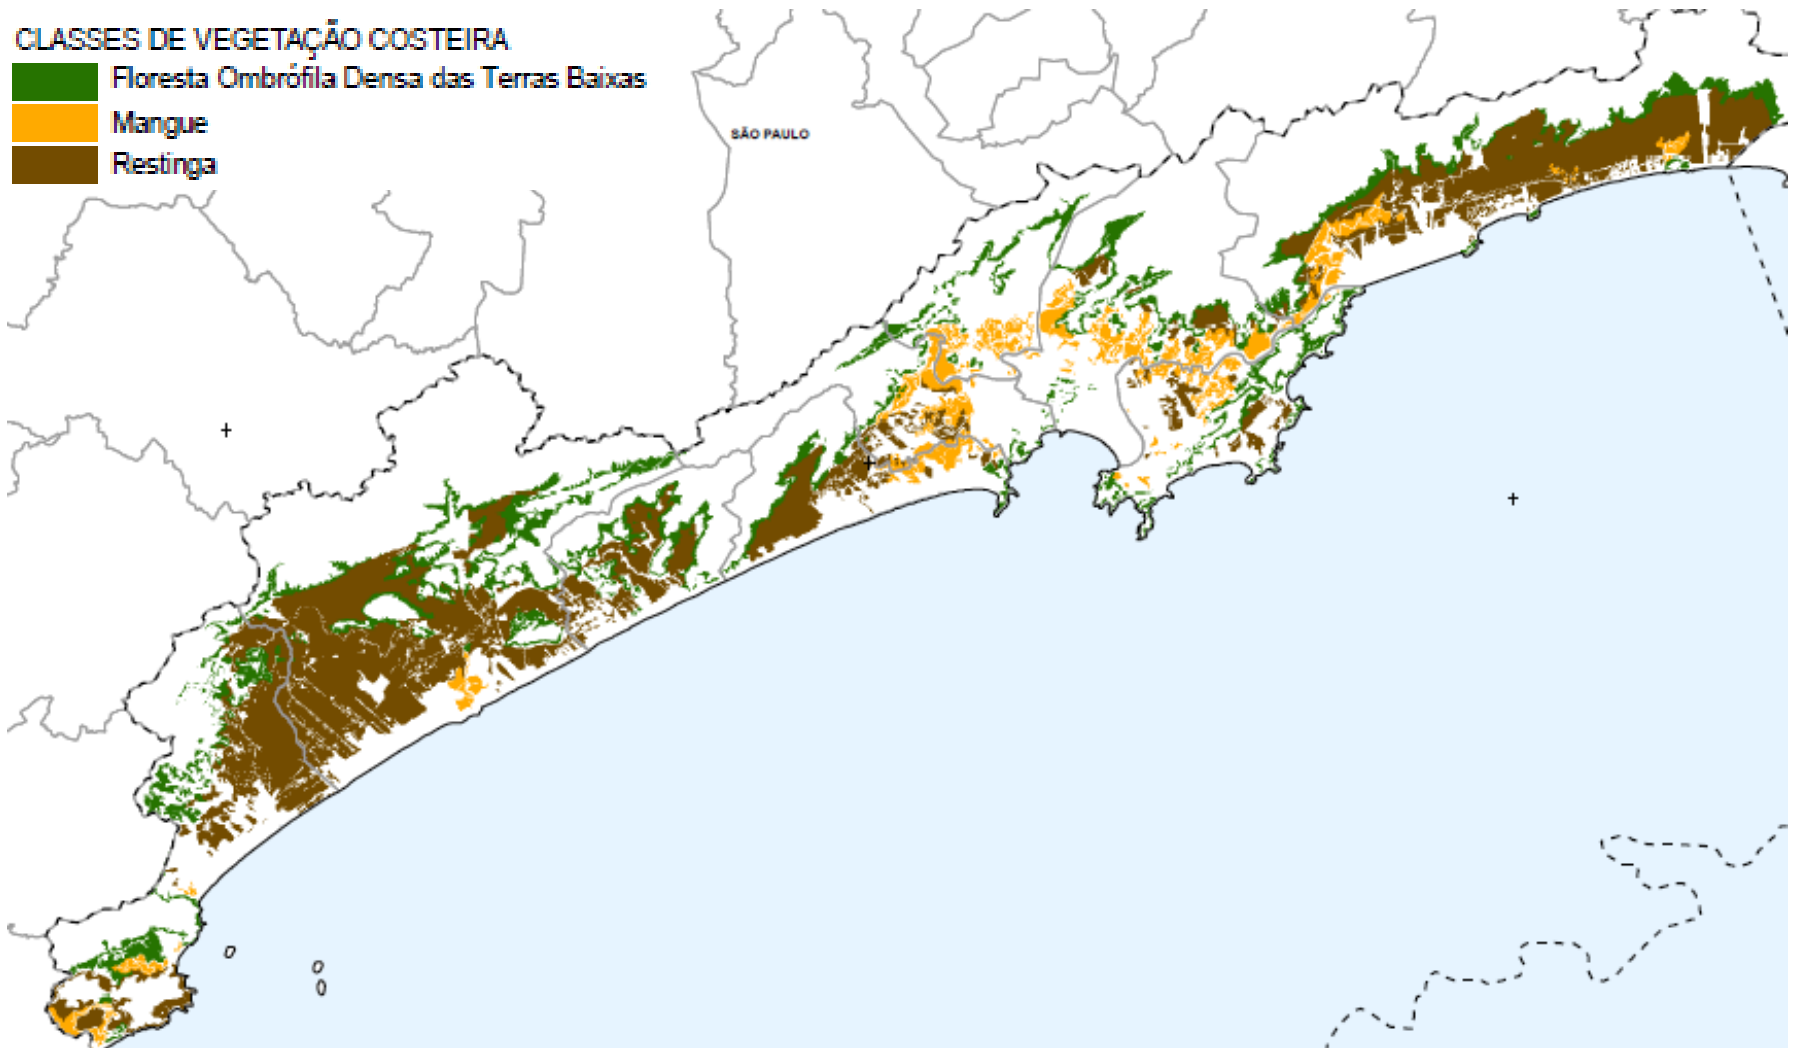 CLASSES DE VEGETAÇÃO COSTEIRA
Floresta Ombrófila Densa das Terras Baixas
Mangue
Restinga
SÃO PAULO